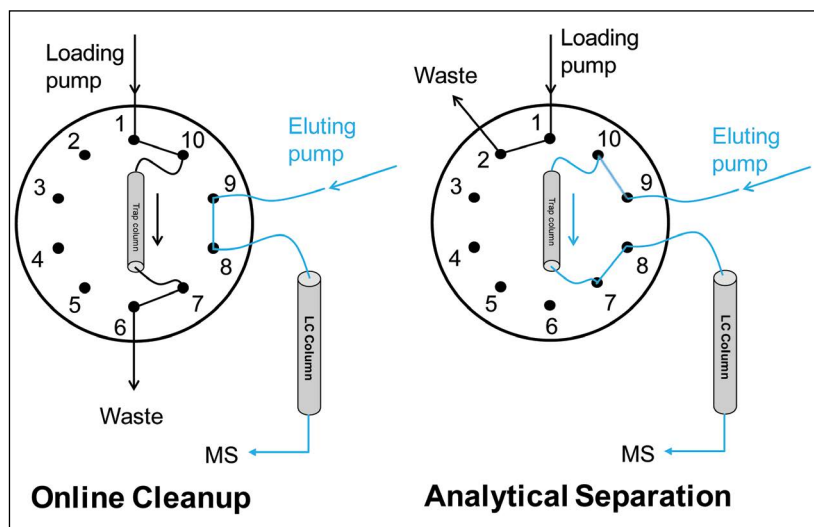 Loading
pump
1
10
2
9
3
4
8
5
7
6
Trap column
Eluting
pump
LC Column
Waste
MS
Online Cleanup
Loading
pump
Waste
1
10
2
9
3
4
8
5
7
6
Trap column
Eluting
pump
LC Column
MS
Analytical Separation